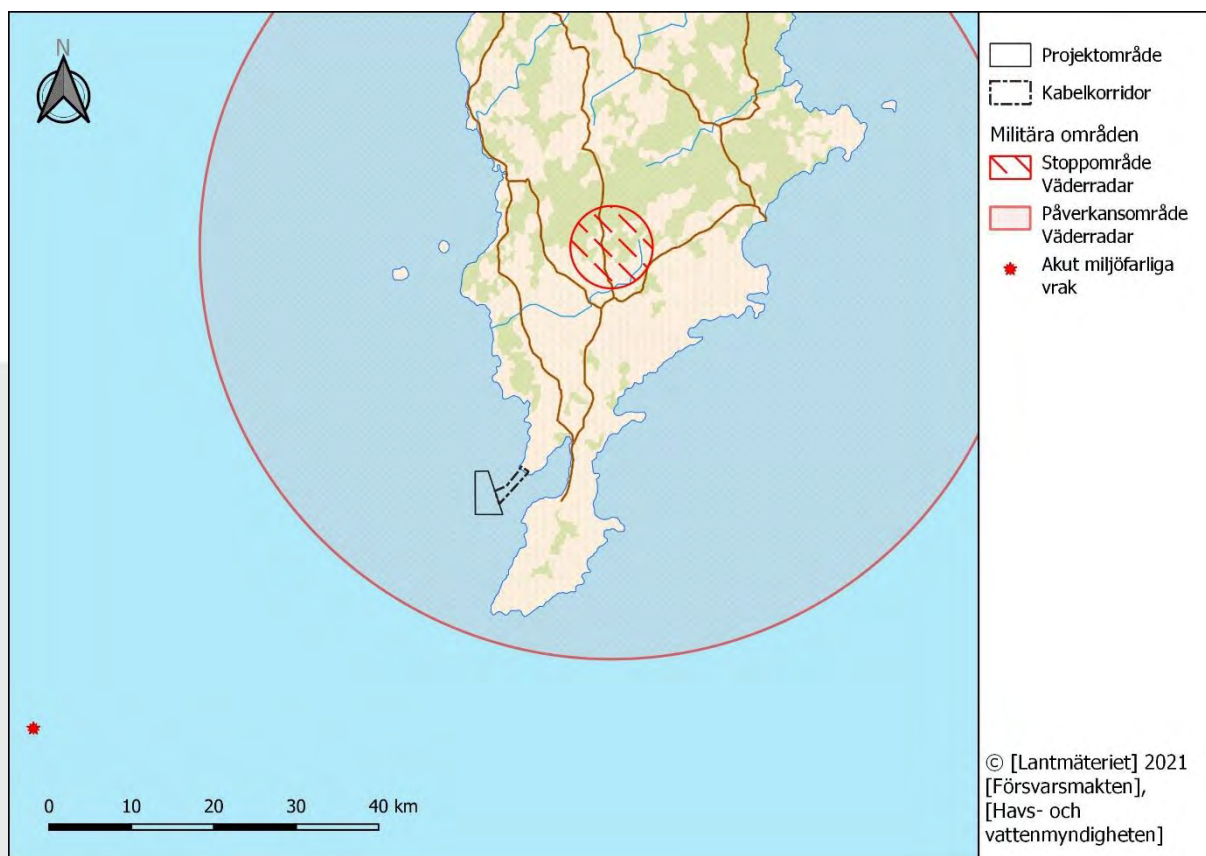 N
Projektområde
Kabelkorridor
Militära områden
Stoppområde
Väderradar
Påverkansområde
Väderradar
Akut miljöfarliga
vrak
0 10 20 30 40 km
© [Lantmäteriet] 2021
[Försvarsmakten],
[Havs- och
vattenmyndigheten]